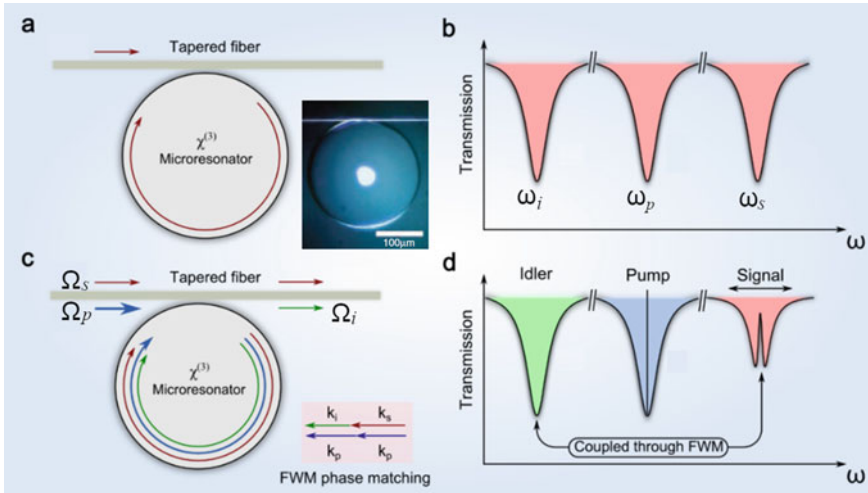 a
Tapered fiber
χ(3)
Microresonator
100μm
b
Transmission
ωi
ωp
ωs
ω
c
Ωs
Tapered fiber
Ωp
Ωi
χ(3)
Microresonator
ki ks
kp kp
FWM phase matching
d
Idler Pump Signal
Transmission
Coupled through FWM
ω